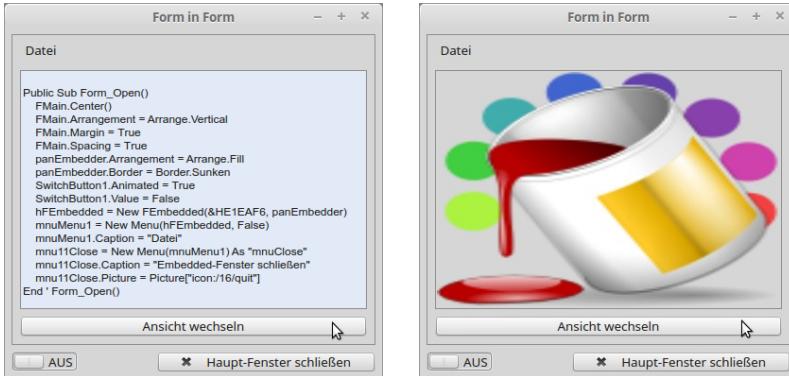 Form in Form
Datei
Public Sub Form_Open()
FMain.Center()
FMain.Arrangement = Arrange.Vertical
FMain.Margin = True
FMain.Spacing = True
panEmbedder.Arrangement = Arrange.Fill
panEmbedder.Border = Border.Sunken
SwitchButton1.Animated = True
SwitchButton1.Value = False
hFEmbedded = New FEmbedded(&HE1EAF6, panEmbedder)
mnuMenu1 = New Menu(hFEmbedded, False)
mnuMenu1.Caption = "Datei"
mnu11Close = New Menu(mnuMenu1) As "mnuClose"
mnu11Close.Caption = "Embedded-Fenster schließen"
mnu11Close.Picture = Picture["icon:/16/quit"]
End ' Form_Open()
Ansicht wechseln
AUS
Haupt-Fenster schließen
Form in Form
Datei
Ansicht wechseln
AUS
Haupt-Fenster schließen